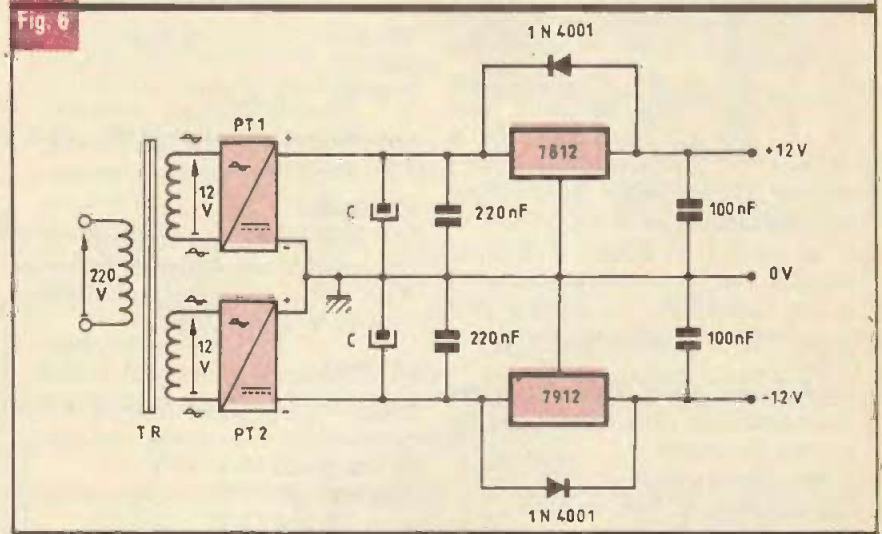 Fig. 6
1 N 4001
PT 1
+
12 V
-
7812
+12 V
C
220 nF
100 nF
220 V
0 V
+
12 V
PT 2
-
C
220 nF
100 nF
7912
-12 V
TR
1 N 4001